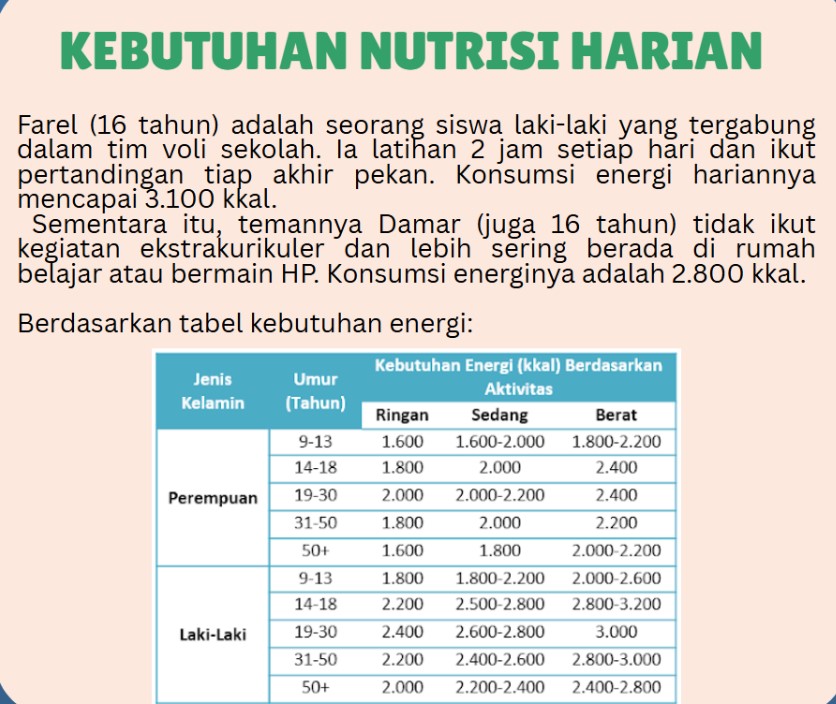 KEBUTUHAN NUTRISI HARIAN
Farel (16 tahun) adalah seorang siswa laki-laki yang tergabung
dalam tim voli sekolah. Ia latihan 2 jam setiap hari dan ikut
pertandingan tiap akhir pekan. Konsumsi energi hariannya
mencapai 3.100 kkal.
Sementara itu, temannya Damar (juga 16 tahun) tidak ikut
kegiatan ekstrakurikuler dan lebih sering berada di rumah
belajar atau bermain HP. Konsumsi energinya adalah 2.800 kkal.
Berdasarkan tabel kebutuhan energi:
Jenis Kelamin Umur (Tahun) Kebutuhan Energi (kkal) Berdasarkan Aktivitas
Ringan Sedang Berat
Perempuan
9-13 1.600 1.600-2.000 1.800-2.200
14-18 1.800 2.000 2.400
19-30 2.000 2.000-2.200 2.400
31-50 1.800 2.000 2.200
50+ 1.600 1.800 2.000-2.200
Laki-Laki
9-13 1.800 1.800-2.200 2.000-2.600
14-18 2.200 2.500-2.800 2.800-3.200
19-30 2.400 2.600-2.800 3.000
31-50 2.200 2.400-2.600 2.800-3.000
50+ 2.000 2.200-2.400 2.400-2.800